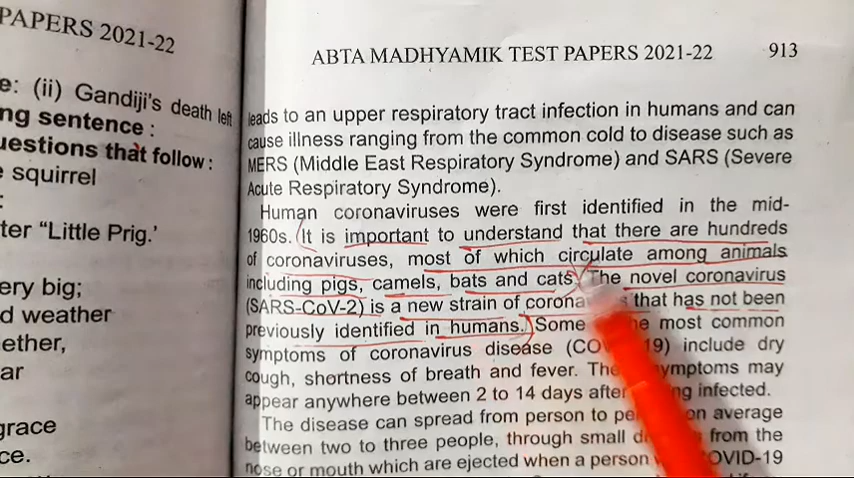 PAPERS 2021-22
e: (ii) Gandiji's death left
ng sentence :
uestions that follow :
squirrel
:
ter “Little Prig.’
ery big;
d weather
ether,
ar
grace
ce.
ABTA MADHYAMIK TEST PAPERS 2021-22 913
leads to an upper respiratory tract infection in humans and can
cause illness ranging from the common cold to disease such as
MERS (Middle East Respiratory Syndrome) and SARS (Severe
Acute Respiratory Syndrome).
Human coronaviruses were first identified in the mid-
1960s. It is important to understand that there are hundreds
of coronaviruses, most of which circulate among animals
including pigs, camels, bats and cats. The novel coronavirus
(SARS-CoV-2) is a new strain of corona that has not been
previously identified in humans. Some most common
symptoms of coronavirus disease (CO 19) include dry
cough, shortness of breath and fever. The symptoms may
appear anywhere between 2 to 14 days after infected.
The disease can spread from person to on average
between two to three people, through small from the
nose or mouth which are ejected when a person OVID-19